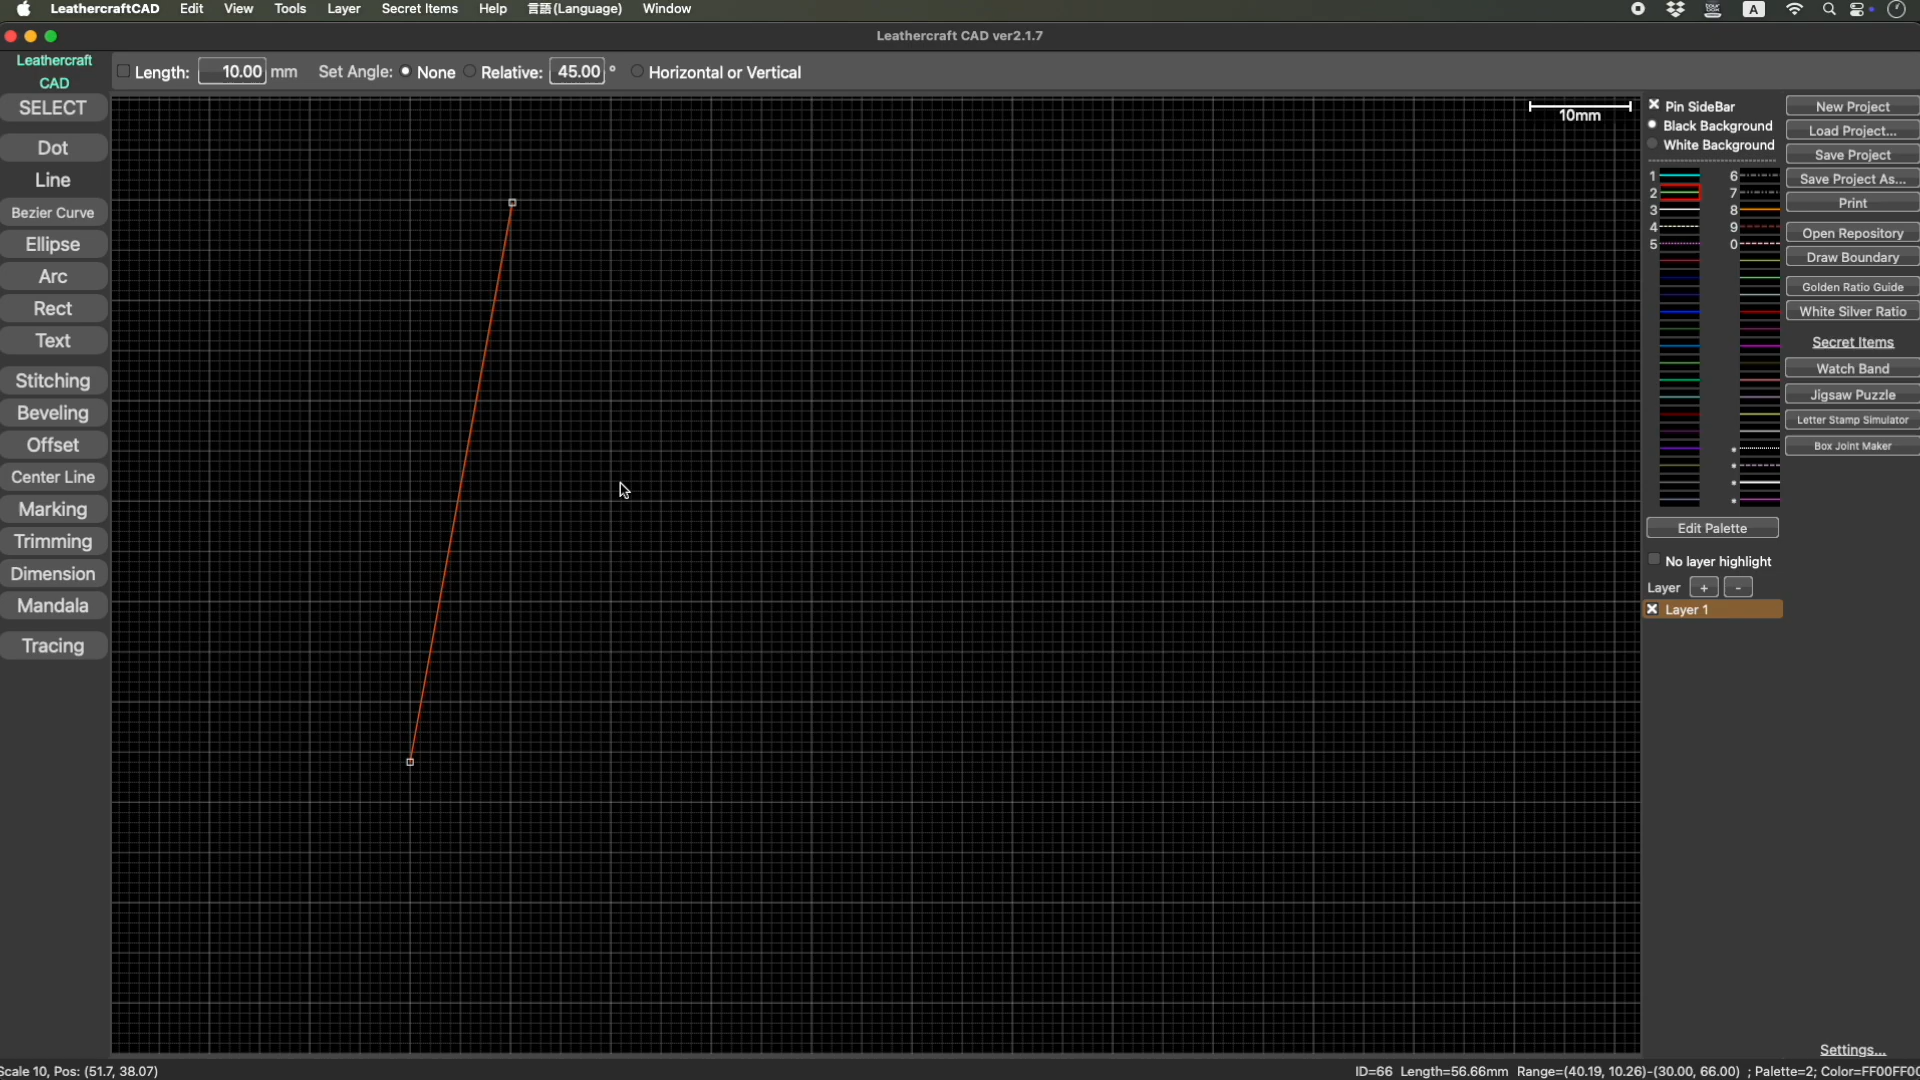 LeathercraftCAD Edit View Tools Layer Secret Items Help 言語(Language) Window
A
Leathercraft CAD ver2.1.7
Leathercraft
CAD
Length: 10.00 mm Set Angle: None Relative: 45.00 ° Horizontal or Vertical
SELECT
Dot
Line
Bezier Curve
Ellipse
Arc
Rect
Text
Stitching
Beveling
Offset
Center Line
Marking
Trimming
Dimension
Mandala
Tracing
10mm
Pin SideBar
Black Background
White Background
1
2
3
4
5
6
7
8
9
0
Edit Palette
No layer highlight
Layer + -
Layer 1
New Project
Load Project...
Save Project
Save Project As...
Print
Open Repository
Draw Boundary
Golden Ratio Guide
White Silver Ratio
Secret Items
Watch Band
Jigsaw Puzzle
Letter Stamp Simulator
Box Joint Maker
Settings...
Scale 10, Pos: (51.7, 38.07)
ID=66 Length=56.66mm Range=(40.19, 10.26)-(30.00, 66.00) ; Palette=2; Color=FF00FF00